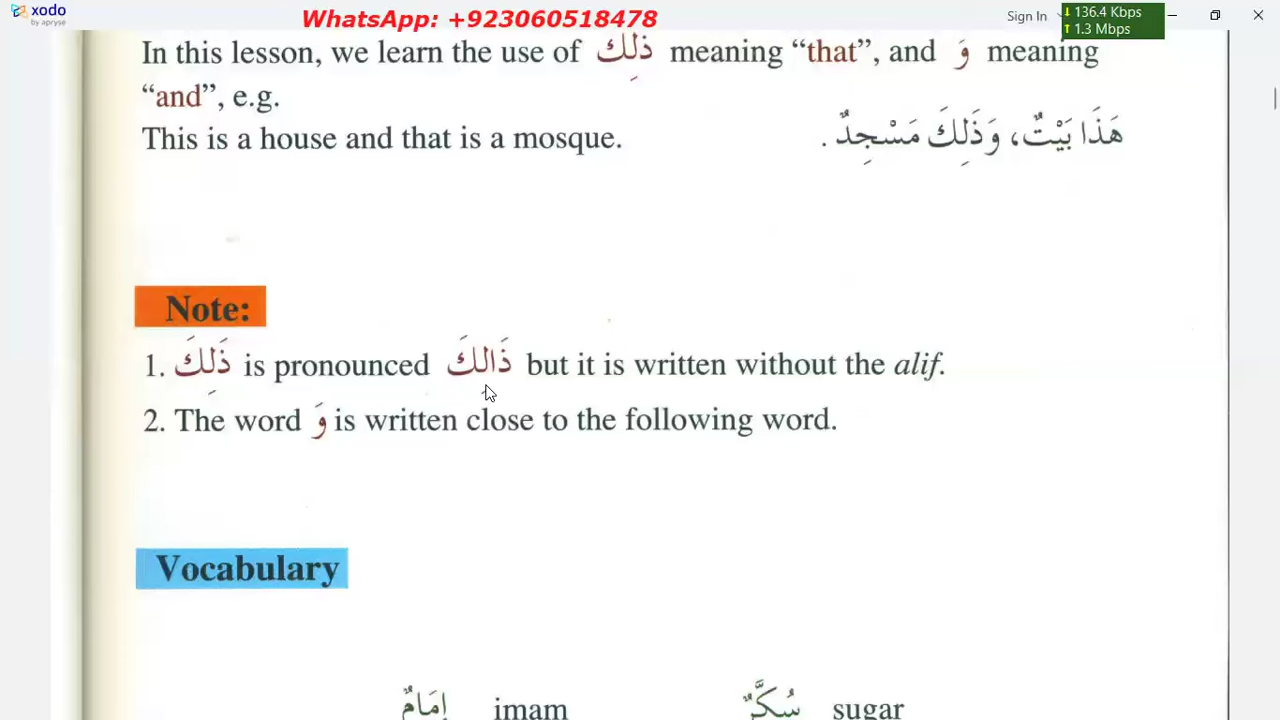 xodo
by apryse
WhatsApp: +923060518478
Sign In
136.4 Kbps
1.3 Mbps
In this lesson, we learn the use of ذَلِكَ meaning “that”, and وَ meaning
“and”, e.g.
This is a house and that is a mosque. هَذَا بَيْتٌ، وَذَلِكَ مَسْجِدٌ .
Note:
1. ذَلِكَ is pronounced ذَالِكَ but it is written without the alif.
2. The word وَ is written close to the following word.
Vocabulary
إِمَامٌ imam سُكَّرٌ sugar